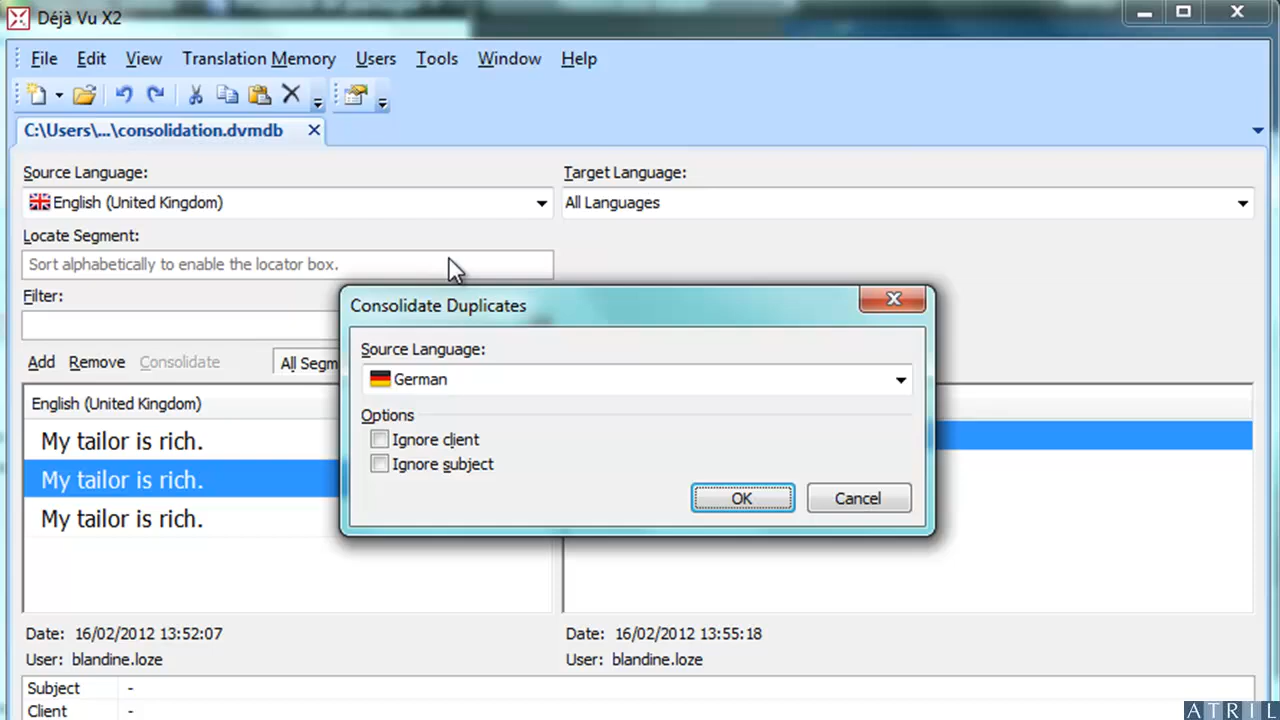 Déjà Vu X2
File Edit View Translation Memory Users Tools Window Help
C:\Users\...\consolidation.dvmdb
Source Language:
Target Language:
English (United Kingdom)
All Languages
Locate Segment:
Sort alphabetically to enable the locator box.
Filter:
Consolidate Duplicates
Source Language:
German
Options
Ignore client
Ignore subject
OK Cancel
Add Remove Consolidate All Segm
English (United Kingdom)
My tailor is rich.
My tailor is rich.
My tailor is rich.
Date: 16/02/2012 13:52:07
Date: 16/02/2012 13:55:18
User: blandine.loze
User: blandine.loze
Subject -
Client -
ATRIL